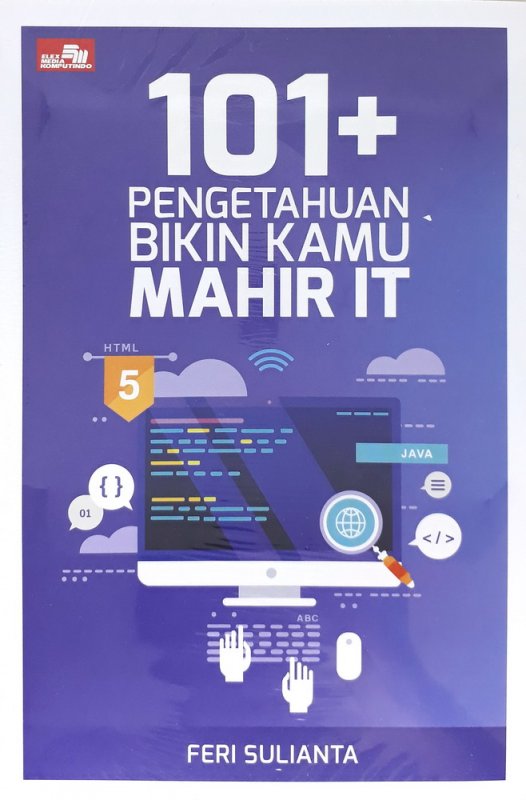 ELEX
MEDIA
KOMPUTINDO
101+
PENGETAHUAN
BIKIN KAMU
MAHIR IT
HTML
5
JAVA
{ }
01
</>
ABC
FERI SULIANTA